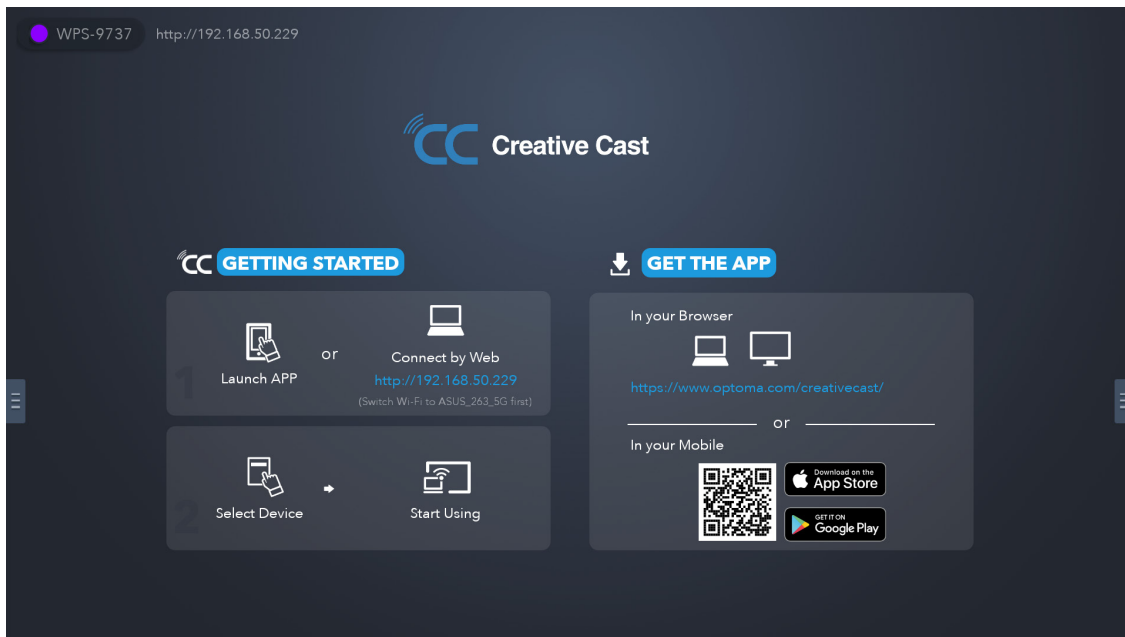 WPS-9737 http://192.168.50.229
CC Creative Cast
CC GETTING STARTED
1
Launch APP
or
Connect by Web
http://192.168.50.229
(Switch Wi-Fi to ASUS_263_5G first)
2
Select Device
Start Using
GET THE APP
In your Browser
https://www.optoma.com/creativecast/
or
In your Mobile
Download on the
App Store
GET IT ON
Google Play